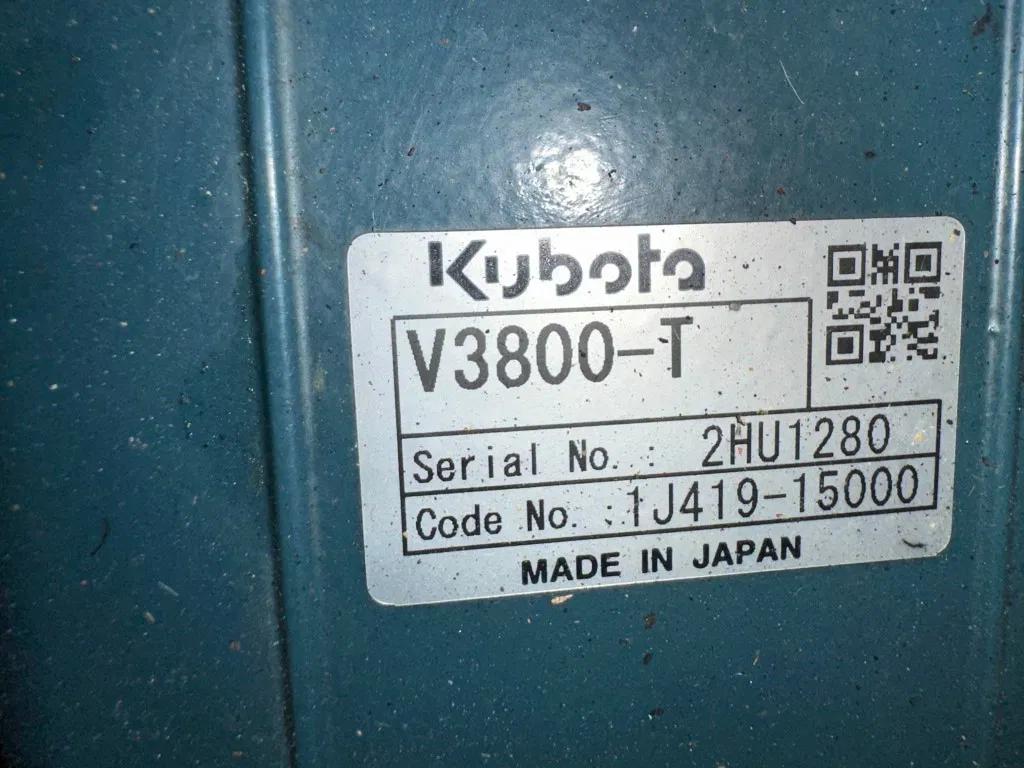 Kubota
V3800-T
Serial No. : 2HU1280
Code No. : 1J419-15000
MADE IN JAPAN